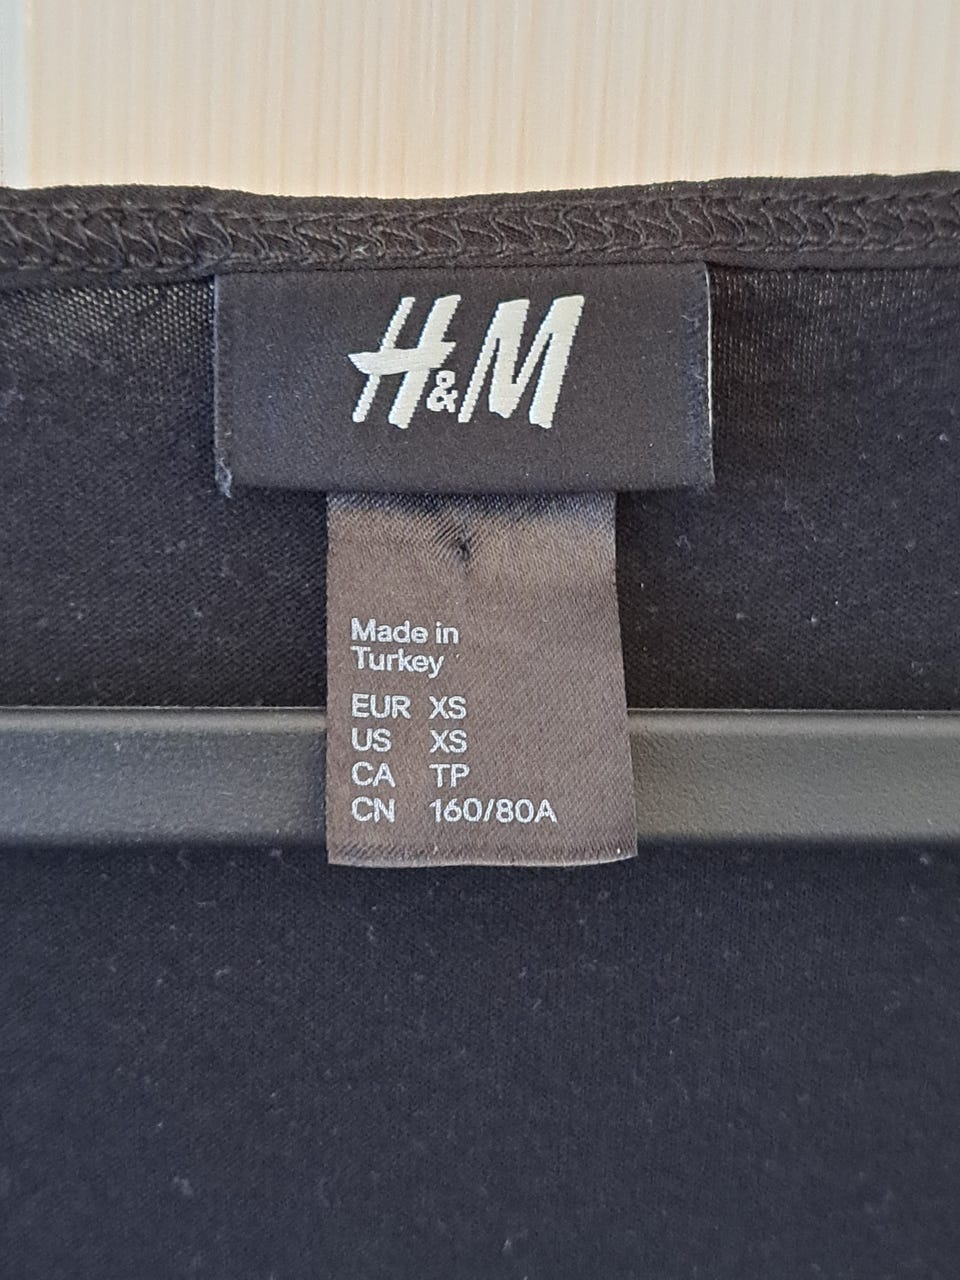 H&M
Made in
Turkey
EUR XS
US XS
CA TP
CN 160/80A